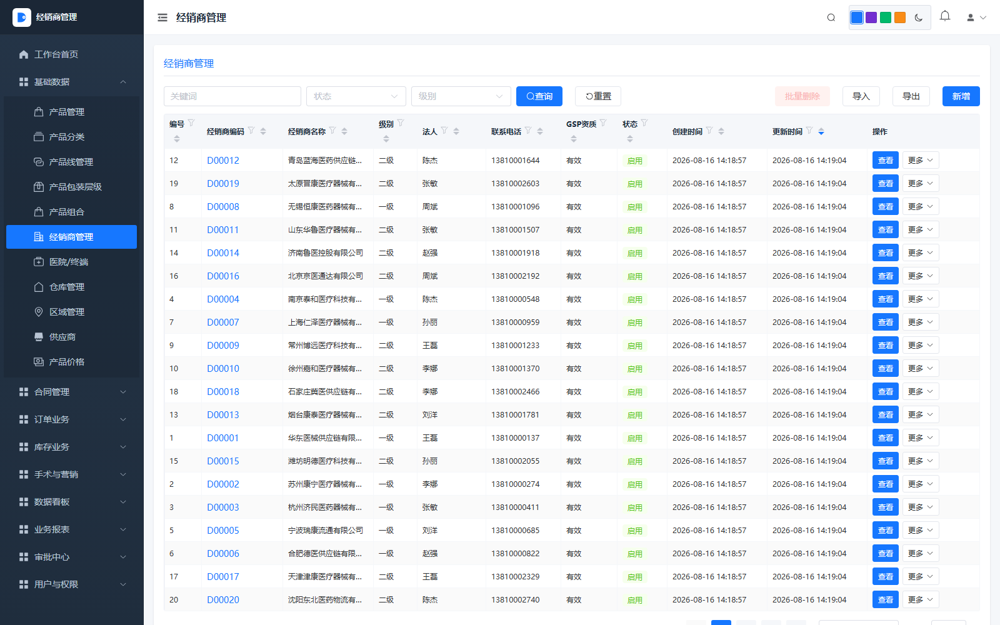 经销商管理
工作台首页
基础数据
产品管理
产品分类
产品线管理
产品包装层级
产品组合
经销商管理
医院/终端
仓库管理
区域管理
供应商
产品价格
合同管理
订单业务
库存业务
手术与营销
数据看板
业务报表
审批中心
用户与权限
经销商管理
经销商管理
关键词 状态 级别 查询 重置 批量删除 导入 导出 新增
编号 经销商编码 经销商名称 级别 法人 联系电话 GSP资质 状态 创建时间 更新时间 操作
12 D00012 青岛蓝海医药供应链... 二级 陈杰 13810001644 有效 启用 2026-08-16 14:18:57 2026-08-16 14:19:04 查看 更多
19 D00019 太原晋康医疗器械有... 二级 张敏 13810002603 有效 启用 2026-08-16 14:18:57 2026-08-16 14:19:04 查看 更多
8 D00008 无锡恒康医药器械有... 一级 周斌 13810001096 有效 启用 2026-08-16 14:18:57 2026-08-16 14:19:04 查看 更多
11 D00011 山东华鲁医疗器械有... 二级 张敏 13810001507 有效 启用 2026-08-16 14:18:57 2026-08-16 14:19:04 查看 更多
14 D00014 济南鲁医控股有限公司 二级 赵强 13810001918 有效 启用 2026-08-16 14:18:57 2026-08-16 14:19:04 查看 更多
16 D00016 北京京医通达有限公司 二级 周斌 13810002192 有效 启用 2026-08-16 14:18:57 2026-08-16 14:19:04 查看 更多
4 D00004 南京泰和医疗科技有... 一级 陈杰 13810000548 有效 启用 2026-08-16 14:18:57 2026-08-16 14:19:04 查看 更多
7 D00007 上海仁泽医疗器械有... 一级 孙丽 13810000959 有效 启用 2026-08-16 14:18:57 2026-08-16 14:19:04 查看 更多
9 D00009 常州博远医疗科技有... 二级 王磊 13810001233 有效 启用 2026-08-16 14:18:57 2026-08-16 14:19:04 查看 更多
10 D00010 徐州嘉和医疗器械有... 二级 李娜 13810001370 有效 启用 2026-08-16 14:18:57 2026-08-16 14:19:04 查看 更多
18 D00018 石家庄冀医供应链有... 二级 李娜 13810002466 有效 启用 2026-08-16 14:18:57 2026-08-16 14:19:04 查看 更多
13 D00013 烟台康泰医疗器械有... 二级 刘洋 13810001781 有效 启用 2026-08-16 14:18:57 2026-08-16 14:19:04 查看 更多
1 D00001 华东医械供应链有限... 一级 王磊 13810000137 有效 启用 2026-08-16 14:18:57 2026-08-16 14:19:04 查看 更多
15 D00015 潍坊明德医疗科技有... 二级 孙丽 13810002055 有效 启用 2026-08-16 14:18:57 2026-08-16 14:19:04 查看 更多
2 D00002 苏州康宁医疗器械有... 一级 李娜 13810000274 有效 启用 2026-08-16 14:18:57 2026-08-16 14:19:04 查看 更多
3 D00003 杭州济民医药器械有... 一级 张敏 13810000411 有效 启用 2026-08-16 14:18:57 2026-08-16 14:19:04 查看 更多
5 D00005 宁波瑞康流通有限公司 一级 刘洋 13810000685 有效 启用 2026-08-16 14:18:57 2026-08-16 14:19:04 查看 更多
6 D00006 合肥德医供应链有限... 一级 赵强 13810000822 有效 启用 2026-08-16 14:18:57 2026-08-16 14:19:04 查看 更多
17 D00017 天津津康医疗器械有... 二级 王磊 13810002329 有效 启用 2026-08-16 14:18:57 2026-08-16 14:19:04 查看 更多
20 D00020 沈阳东北医药物流有... 二级 陈杰 13810002740 有效 启用 2026-08-16 14:18:57 2026-08-16 14:19:04 查看 更多